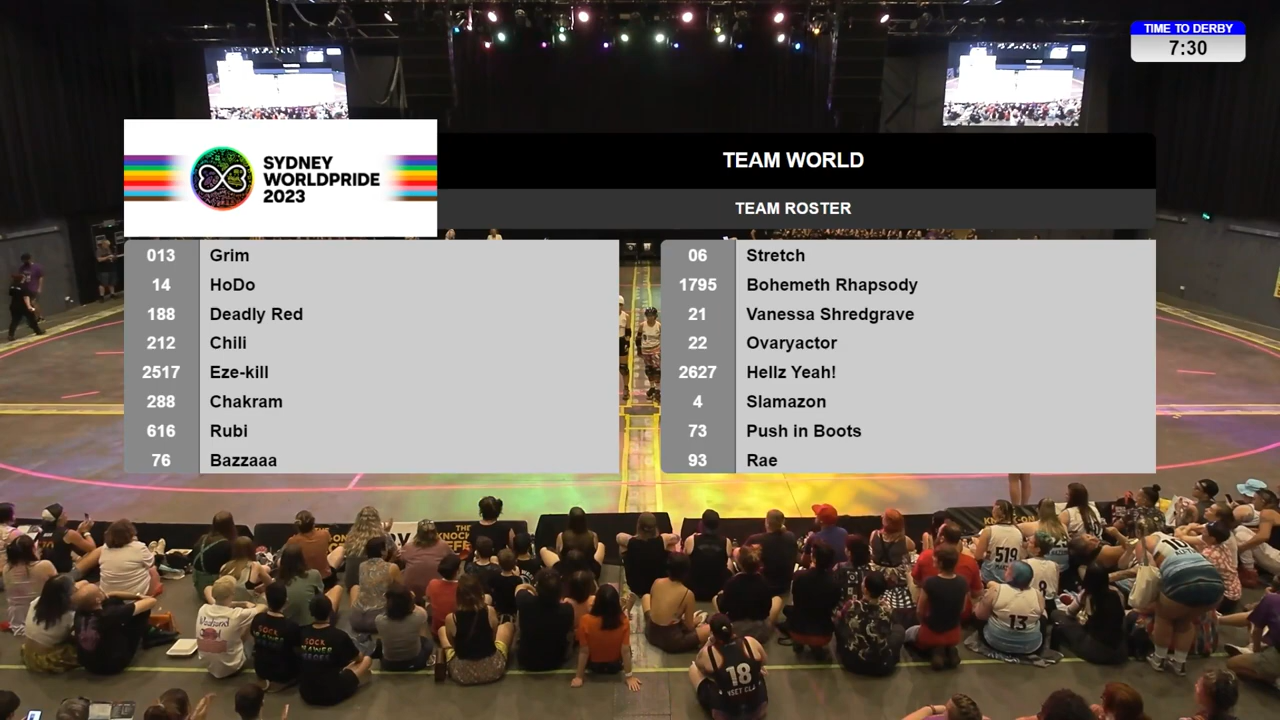 TIME TO DERBY
7:30
SYDNEY
WORLDPRIDE
2023
TEAM WORLD
TEAM ROSTER
013 Grim
14 HoDo
188 Deadly Red
212 Chili
2517 Eze-kill
288 Chakram
616 Rubi
76 Bazzaaa
06 Stretch
1795 Bohemeth Rhapsody
21 Vanessa Shredgrave
22 Ovaryactor
2627 Hellz Yeah!
4 Slamazon
73 Push in Boots
93 Rae
THE
KNOCK
519
13
18